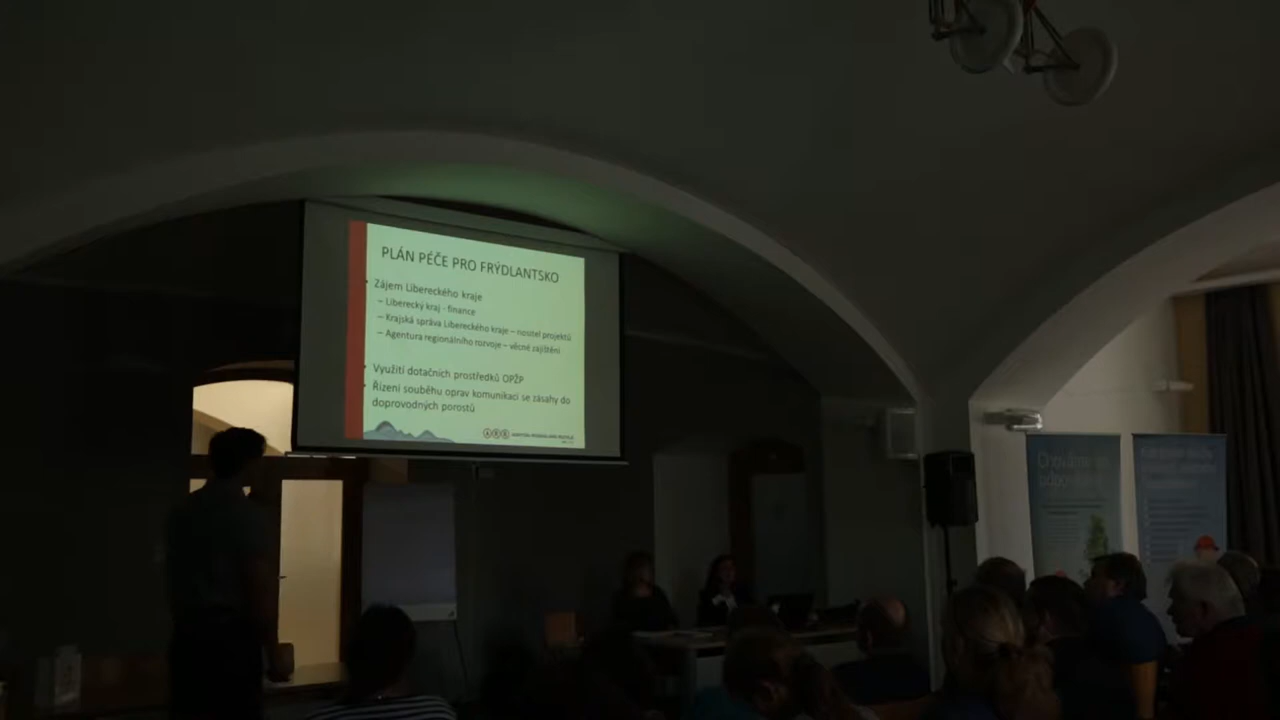 PLÁN PÉČE PRO FRÝDLANTSKO
• Zájem Libereckého kraje
– Liberecký kraj - finance
– Krajská správa Libereckého kraje – nositel projektů
– Agentura regionálního rozvoje – věcné zajištění
• Využití dotačních prostředků OPŽP
• Řízení souběhu oprav komunikací se zásahy do
doprovodných porostů